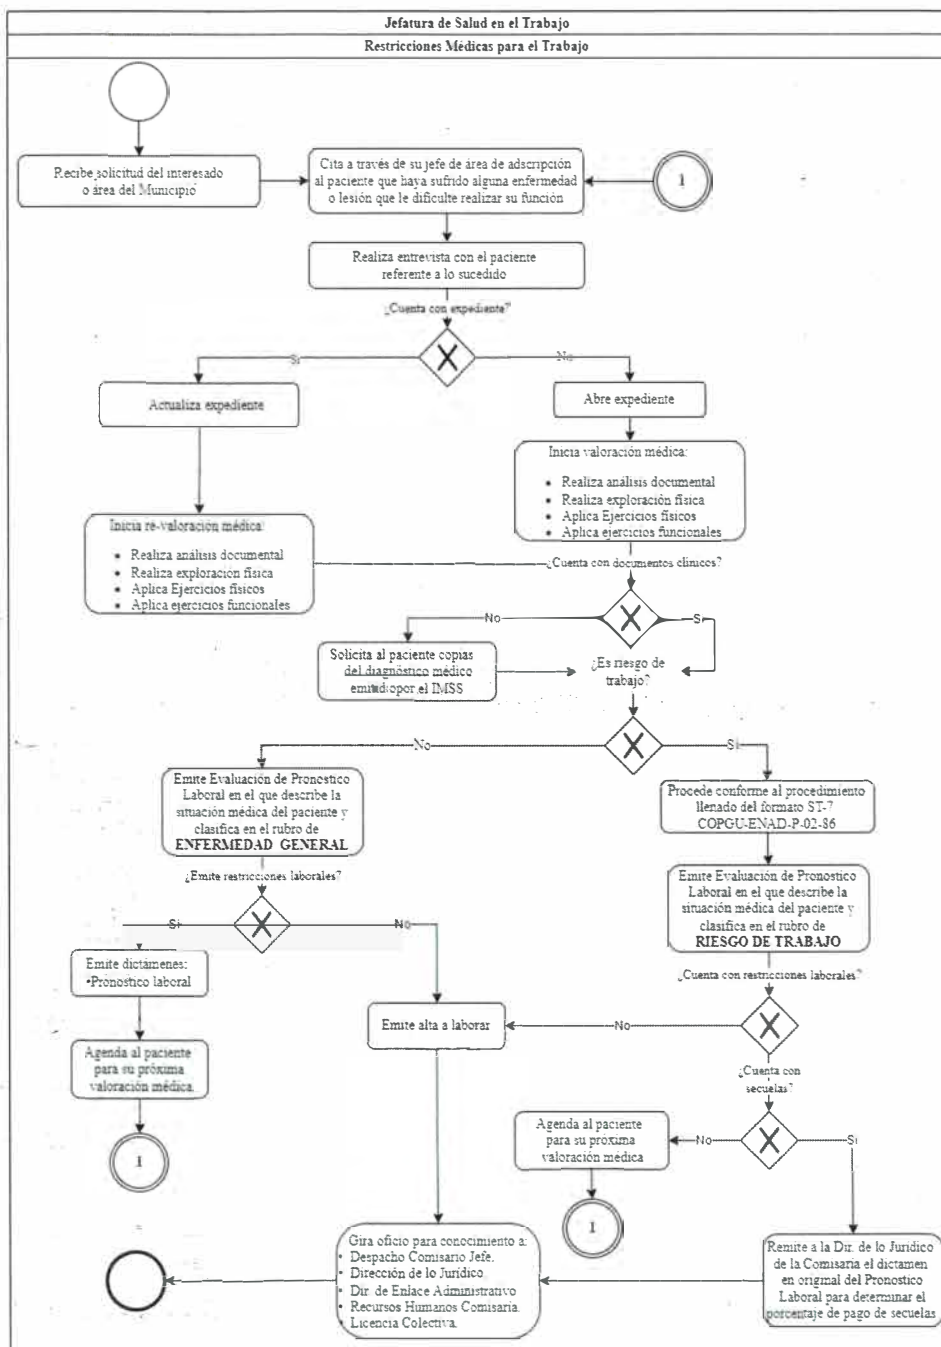 Jefatura de Salud en el Trabajo
Restricciones Médicas para el Trabajo
Recibe solicitud del interesado
o área del Municipio
Cita a través de su jefe de área de adscripción
al paciente que haya sufrido alguna enfermedad
o lesión que le dificulte realizar su función
1
Realiza entrevista con el paciente
referente a lo sucedido
¿Cuenta con expediente?
Si
No
Actualiza expediente
Abre expediente
Inicia valoración médica:
• Realiza análisis documental
• Realiza exploración física
• Aplica Ejercicios físicos
• Aplica ejercicios funcionales
Inicia re-valoración médica:
• Realiza análisis documental
• Realiza exploración física
• Aplica Ejercicios físicos
• Aplica ejercicios funcionales
¿Cuenta con documentos clínicos?
No
Si
Solicita al paciente copias
del diagnóstico médico
emitido por el IMSS
¿Es riesgo de
trabajo?
No
Si
Emite Evaluación de Pronostico
Laboral en el que describe la
situación médica del paciente y
clasifica en el rubro de
ENFERMEDAD GENERAL
Procede conforme al procedimiento
llenado del formato ST-7
COPGU-ENAD-P-02-86
¿Emite restricciones laborales?
Emite Evaluación de Pronostico
Laboral en el que describe la
situación médica del paciente y
clasifica en el rubro de
RIESGO DE TRABAJO
Si
No
Emite dictámenes:
•Pronostico laboral
¿Cuenta con restricciones laborales?
Emite alta a laborar
No
Agenda al paciente
para su próxima
valoración médica.
¿Cuenta con
secuelas?
Agenda al paciente
para su próxima
valoración médica
No
Si
1
1
Gira oficio para conocimiento a:
• Despacho Comisario Jefe.
• Dirección de lo Jurídico
• Dir. de Enlace Administrativo
• Recursos Humanos Comisaria.
• Licencia Colectiva.
Remite a la Dir. de lo Jurídico
de la Comisaria el dictamen
en original del Pronostico
Laboral para determinar el
porcentaje de pago de secuelas